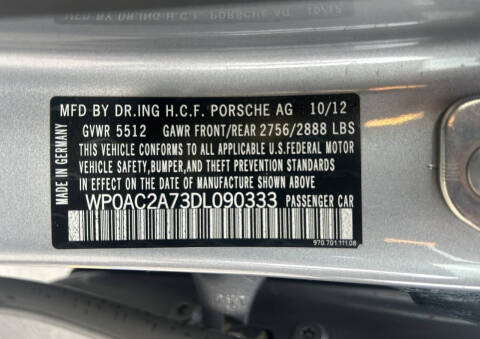 MFD BY DR.ING H.C.F. PORSCHE AG 10/12
GVWR 5512 GAWR FRONT/REAR 2756/2888 LBS
THIS VEHICLE CONFORMS TO ALL APPLICABLE U.S.FEDERAL MOTOR
VEHICLE SAFETY,BUMPER,AND THEFT PREVENTION STANDARDS
IN EFFECT ON THE DATE OF MANUFACTURE SHOWN ABOVE
WP0AC2A73DL090333 PASSENGER CAR
970.701.111.08
MADE IN GERMANY